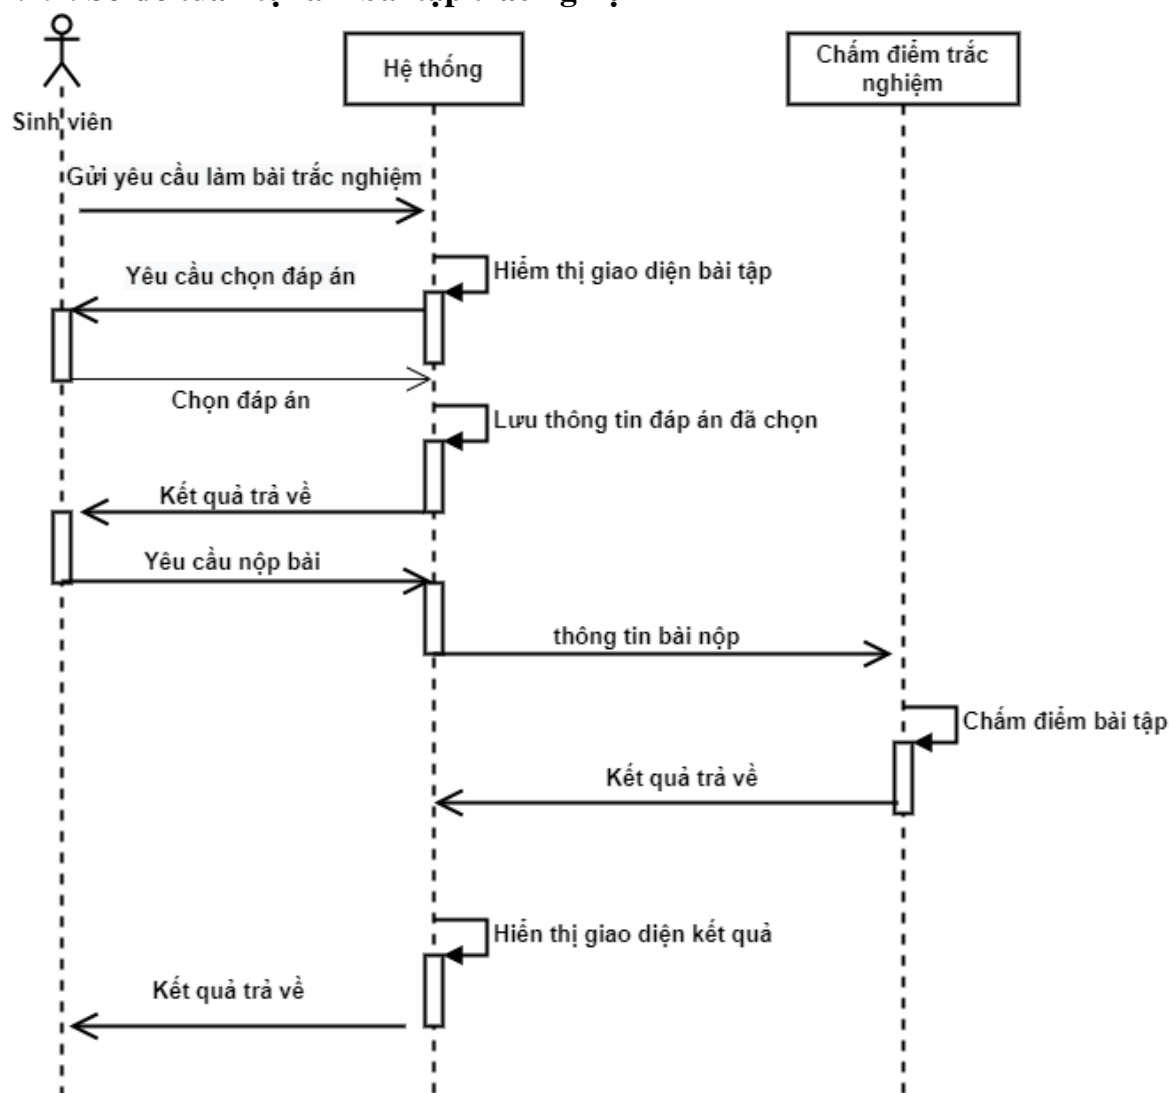 Hệ thống
Chấm điểm trắc
nghiệm
Sinh viên
Gửi yêu cầu làm bài trắc nghiệm
Hiểm thị giao diện bài tập
Yêu cầu chọn đáp án
Chọn đáp án
Lưu thông tin đáp án đã chọn
Kết quả trả về
Yêu cầu nộp bài
thông tin bài nộp
Chấm điểm bài tập
Kết quả trả về
Hiển thị giao diện kết quả
Kết quả trả về